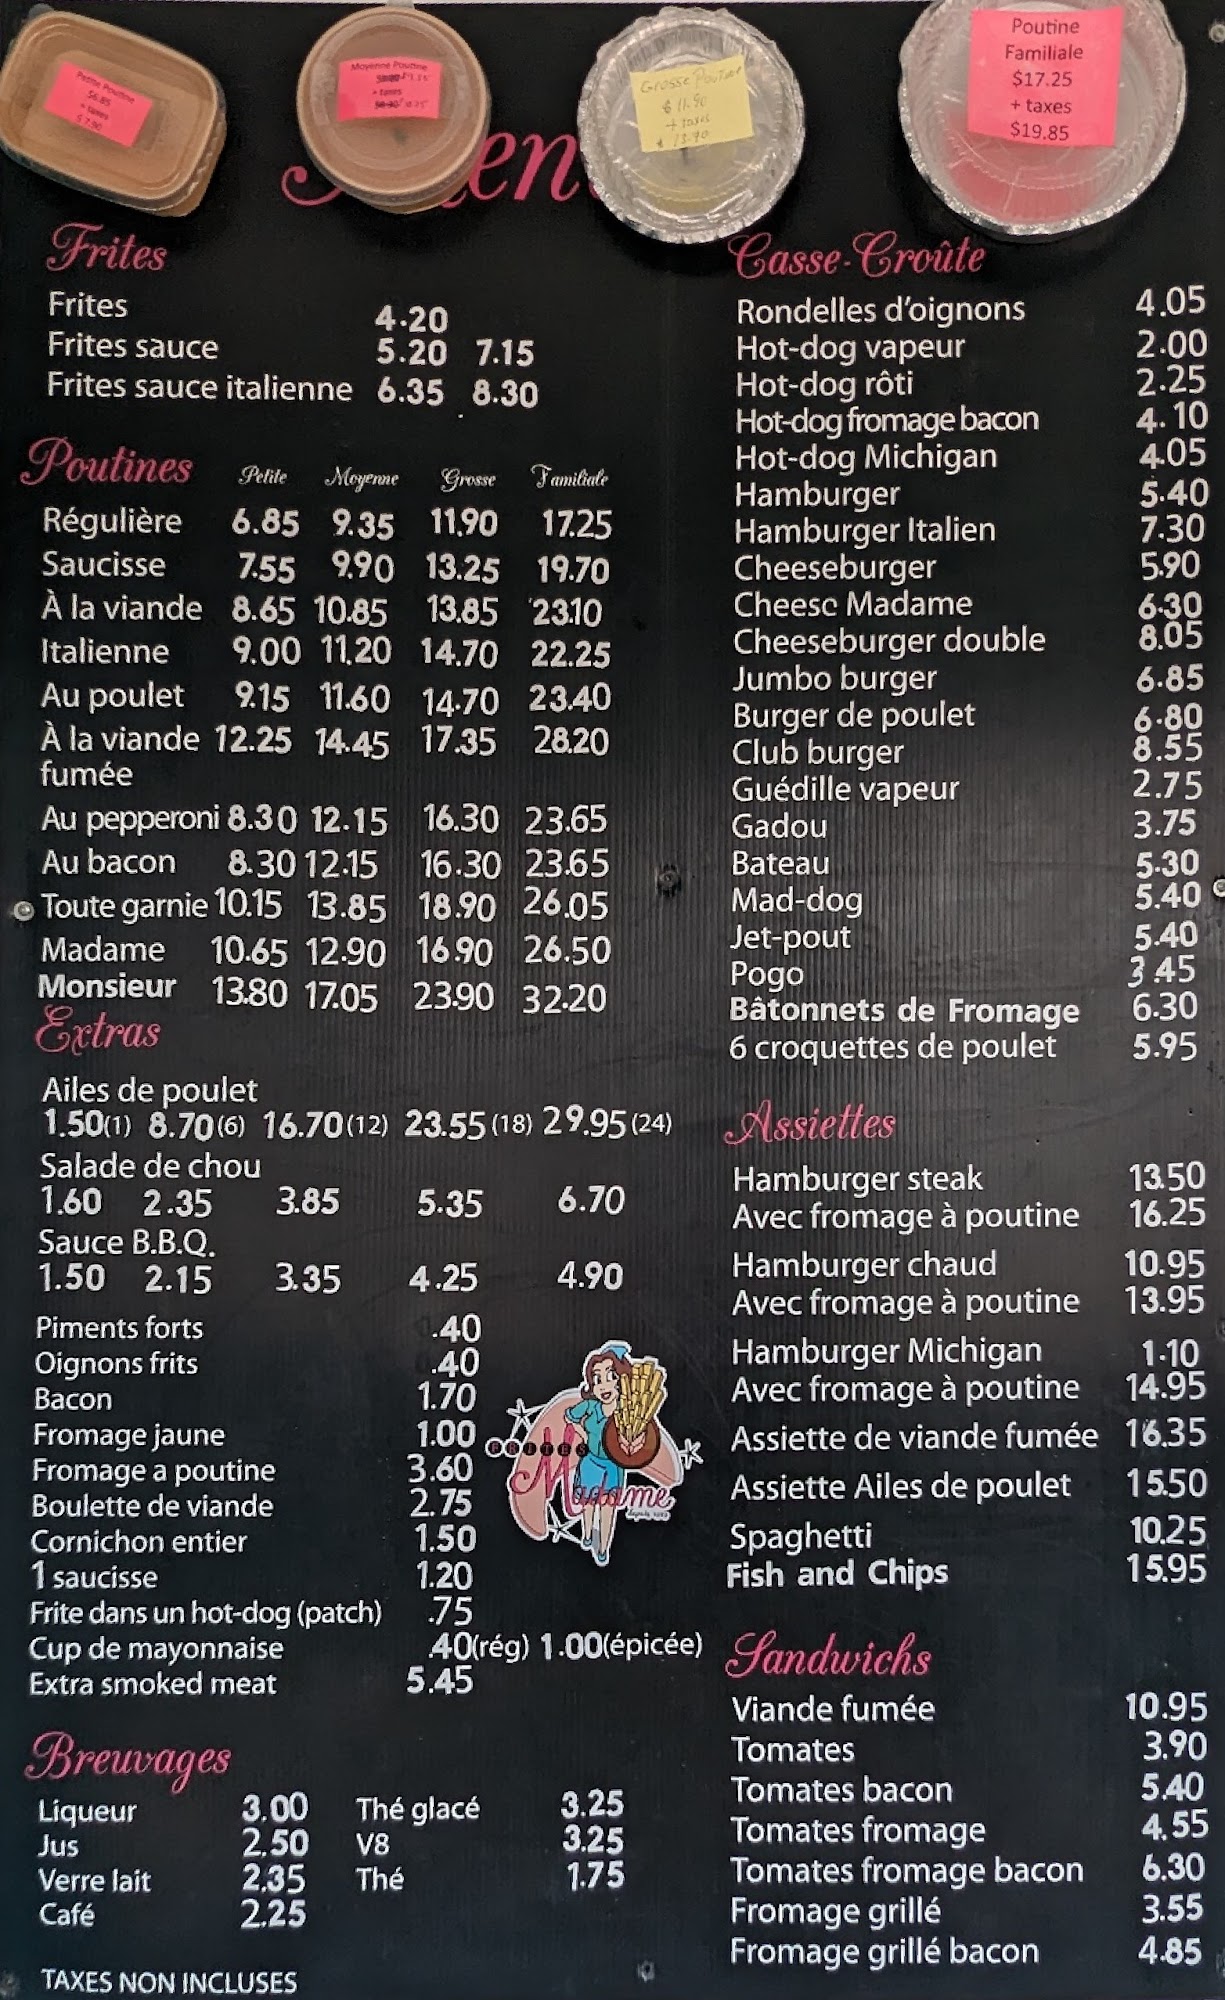 Petite Poutine
$6.85
+ taxes
$7.90
Moyenne Poutine
+ taxes
Grosse Poutine
$11.90
+ taxes
$13.70
Poutine
Familiale
$17.25
+ taxes
$19.85
Frites
Frites 4.20
Frites sauce 5.20 7.15
Frites sauce italienne 6.35 8.30
Poutines Petite Moyenne Grosse Familiale
Régulière 6.85 9.35 11.90 17.25
Saucisse 7.55 9.90 13.25 19.70
À la viande 8.65 10.85 13.85 23.10
Italienne 9.00 11.20 14.70 22.25
Au poulet 9.15 11.60 14.70 23.40
À la viande 12.25 14.45 17.35 28.20
fumée
Au pepperoni 8.30 12.15 16.30 23.65
Au bacon 8.30 12.15 16.30 23.65
Toute garnie 10.15 13.85 18.90 26.05
Madame 10.65 12.90 16.90 26.50
Monsieur 13.80 17.05 23.90 32.20
Extras
Ailes de poulet
1.50(1) 8.70(6) 16.70(12) 23.55(18) 29.95(24)
Salade de chou
1.60 2.35 3.85 5.35 6.70
Sauce B.B.Q.
1.50 2.15 3.35 4.25 4.90
Piments forts .40
Oignons frits .40
Bacon 1.70
Fromage jaune 1.00
Fromage a poutine 3.60
Boulette de viande 2.75
Cornichon entier 1.50
1 saucisse 1.20
Frite dans un hot-dog (patch) .75
Cup de mayonnaise .40(rég) 1.00(épicée)
Extra smoked meat 5.45
FRITES
Madame
Breuvages
Liqueur 3.00 Thé glacé 3.25
Jus 2.50 V8 3.25
Verre lait 2.35 Thé 1.75
Café 2.25
TAXES NON INCLUSES
Casse-Croûte
Rondelles d'oignons 4.05
Hot-dog vapeur 2.00
Hot-dog rôti 2.25
Hot-dog fromage bacon 4.10
Hot-dog Michigan 4.05
Hamburger 5.40
Hamburger Italien 7.30
Cheeseburger 5.90
Cheese Madame 6.30
Cheeseburger double 8.05
Jumbo burger 6.85
Burger de poulet 6.80
Club burger 8.55
Guédille vapeur 2.75
Gadou 3.75
Bateau 5.30
Mad-dog 5.40
Jet-pout 5.40
Pogo 3.45
Bâtonnets de Fromage 6.30
6 croquettes de poulet 5.95
Assiettes
Hamburger steak 13.50
Avec fromage à poutine 16.25
Hamburger chaud 10.95
Avec fromage à poutine 13.95
Hamburger Michigan 1.10
Avec fromage à poutine 14.95
Assiette de viande fumée 16.35
Assiette Ailes de poulet 15.50
Spaghetti 10.25
Fish and Chips 15.95
Sandwichs
Viande fumée 10.95
Tomates 3.90
Tomates bacon 5.40
Tomates fromage 4.55
Tomates fromage bacon 6.30
Fromage grillé 3.55
Fromage grillé bacon 4.85